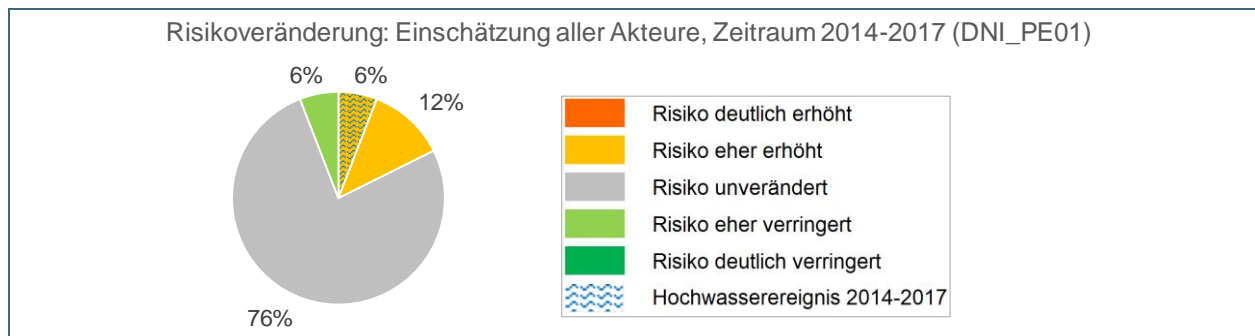 Risikoveränderung: Einschätzung aller Akteure, Zeitraum 2014-2017 (DNI_PE01)
6%
6%
12%
76%
Risiko deutlich erhöht
Risiko eher erhöht
Risiko unverändert
Risiko eher verringert
Risiko deutlich verringert
Hochwasserereignis 2014-2017